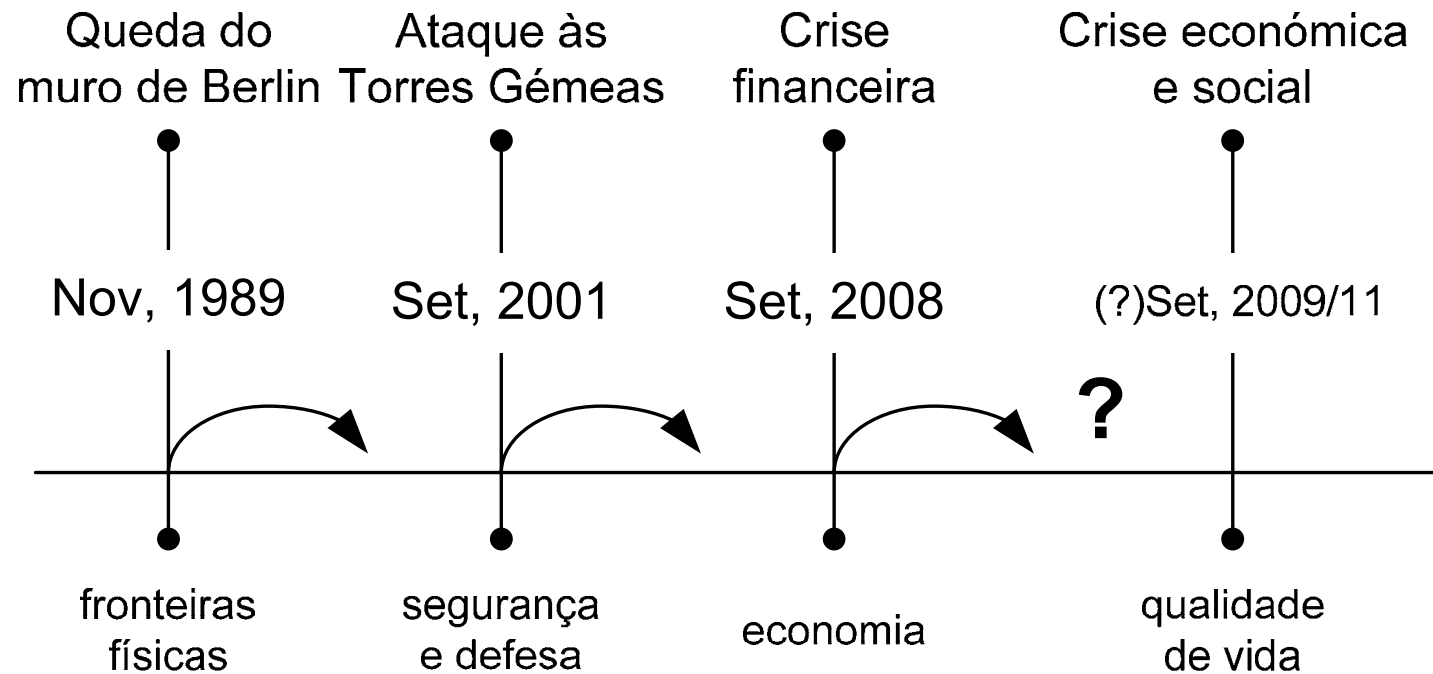 Queda do
muro de Berlin
Ataque às
Torres Gémeas
Crise
financeira
Crise económica
e social
Nov, 1989
Set, 2001
Set, 2008
(?)Set, 2009/11
?
fronteiras
físicas
segurança
e defesa
economia
qualidade
de vida